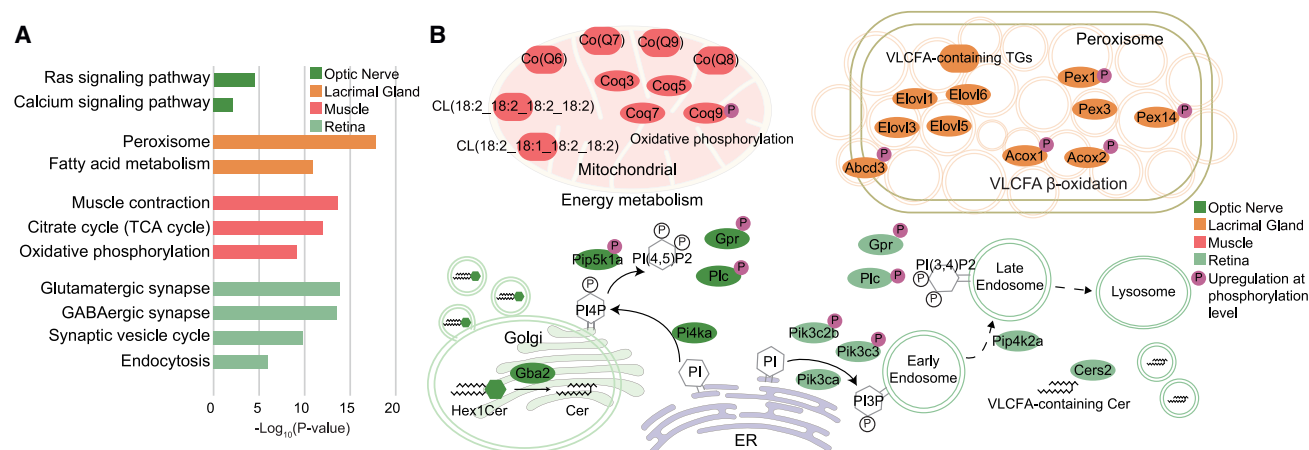 A
Ras signaling pathway
Calcium signaling pathway
Peroxisome
Fatty acid metabolism
Muscle contraction
Citrate cycle (TCA cycle)
Oxidative phosphorylation
Glutamatergic synapse
GABAergic synapse
Synaptic vesicle cycle
Endocytosis
0 5 10 15 20
-Log10(P-value)
Optic Nerve
Lacrimal Gland
Muscle
Retina
B
Co(Q6)
Co(Q7)
Co(Q9)
Co(Q8)
Coq3
Coq5
CL(18:2_18:2_18:2_18:2)
Coq7
Coq9
P
Oxidative phosphorylation
CL(18:2_18:1_18:2_18:2)
Mitochondrial
Energy metabolism
Peroxisome
VLCFA-containing TGs
Pex1
P
Elovl1
Elovl6
Pex3
Pex14
P
Elovl3
Elovl5
Abcd3
P
Acox1
P
Acox2
P
VLCFA β-oxidation
Optic Nerve
Lacrimal Gland
Muscle
Retina
P
Upregulation at
phosphorylation
level
Pip5k1a
P
P
P
PI(4,5)P2
Gpr
P
Plc
P
P
PI4P
Golgi
Pi4ka
Gba2
Hex1Cer
Cer
PI
PI
ER
Pik3c2b
P
Pik3c3
P
Pik3ca
PI3P
P
Early
Endosome
Gpr
P
Plc
P
PI(3,4)P2
P
P
Late
Endosome
Pip4k2a
Lysosome
Cers2
VLCFA-containing Cer